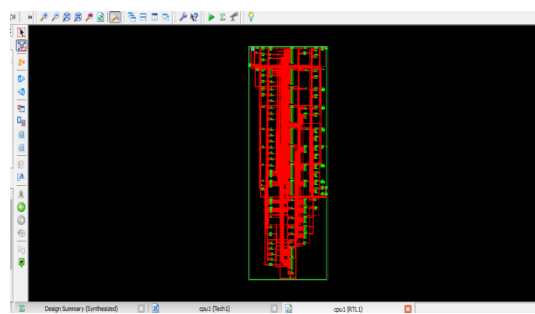 Design Summary (Synthesized)
cpu1 (Tech1)
cpu1 (RTL1)